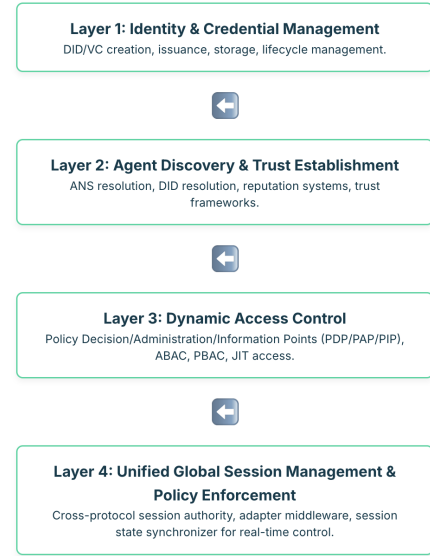 Layer 1: Identity & Credential Management
DID/VC creation, issuance, storage, lifecycle management.
Layer 2: Agent Discovery & Trust Establishment
ANS resolution, DID resolution, reputation systems, trust
frameworks.
Layer 3: Dynamic Access Control
Policy Decision/Administration/Information Points (PDP/PAP/PIP),
ABAC, PBAC, JIT access.
Layer 4: Unified Global Session Management &
Policy Enforcement
Cross-protocol session authority, adapter middleware, session
state synchronizer for real-time control.